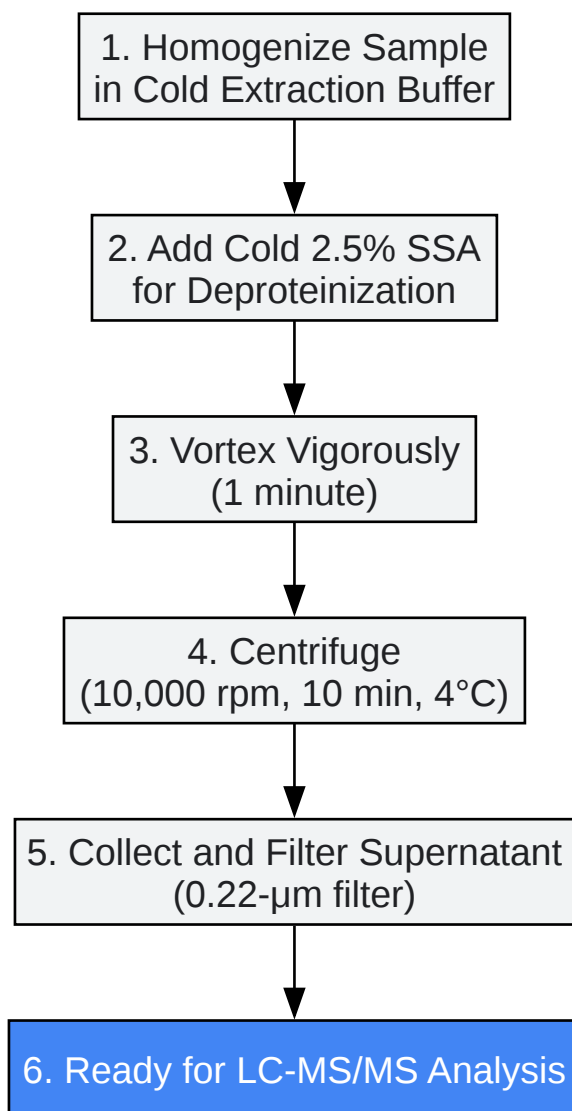 1. Homogenize Sample
in Cold Extraction Buffer
2. Add Cold 2.5% SSA
for Deproteinization
3. Vortex Vigorously
(1 minute)
4. Centrifuge
(10,000 rpm, 10 min, 4°C)
5. Collect and Filter Supernatant
(0.22-μm filter)
6. Ready for LC-MS/MS Analysis